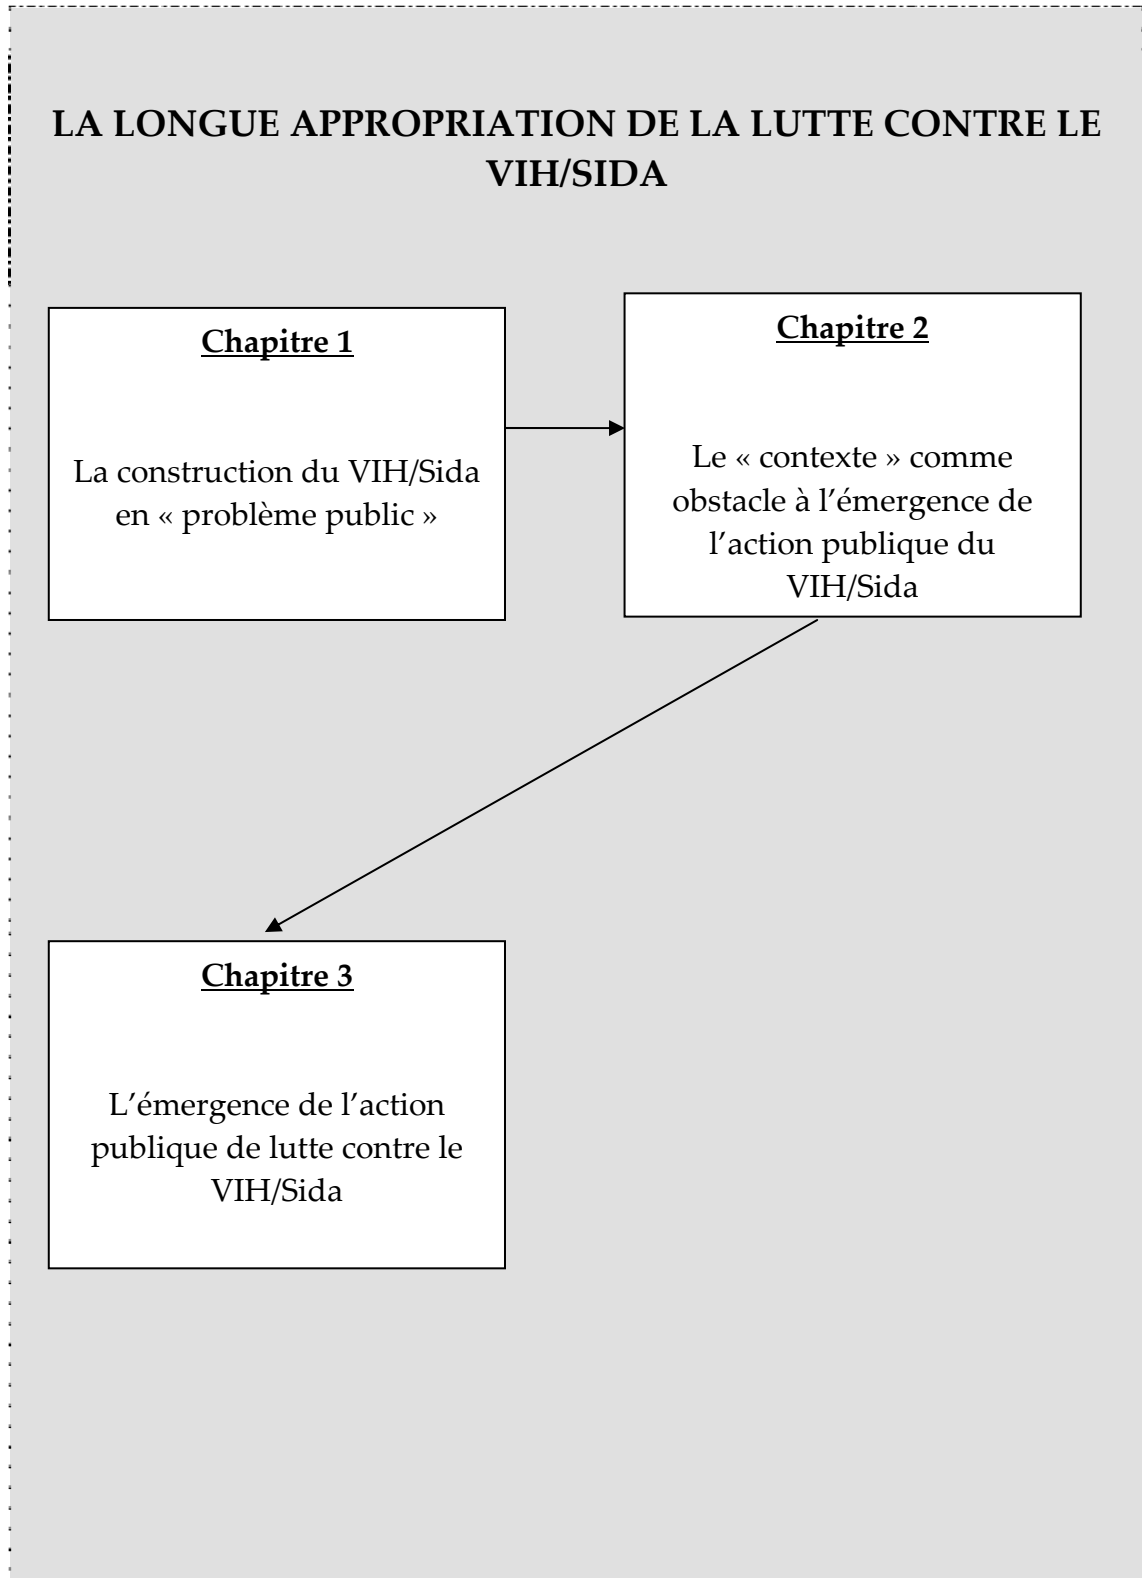 LA LONGUE APPROPRIATION DE LA LUTTE CONTRE LE
VIH/SIDA
Chapitre 1
La construction du VIH/Sida
en « problème public »
Chapitre 2
Le « contexte » comme
obstacle à l’émergence de
l’action publique du
VIH/Sida
Chapitre 3
L’émergence de l’action
publique de lutte contre le
VIH/Sida